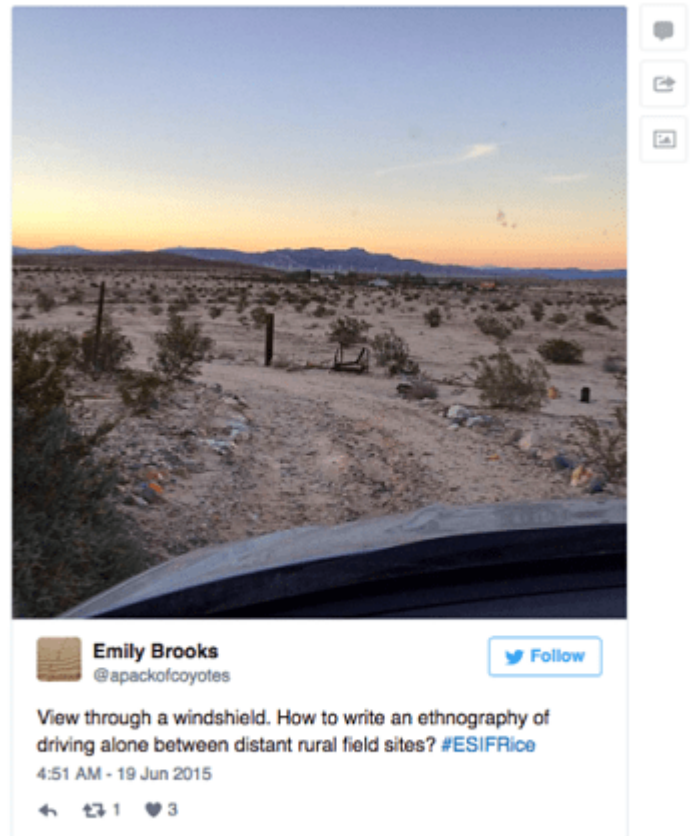 Emily Brooks
@apackofcoyotes
Follow
View through a windshield. How to write an ethnography of
driving alone between distant rural field sites? #ESIFRice
4:51 AM - 19 Jun 2015
1 3